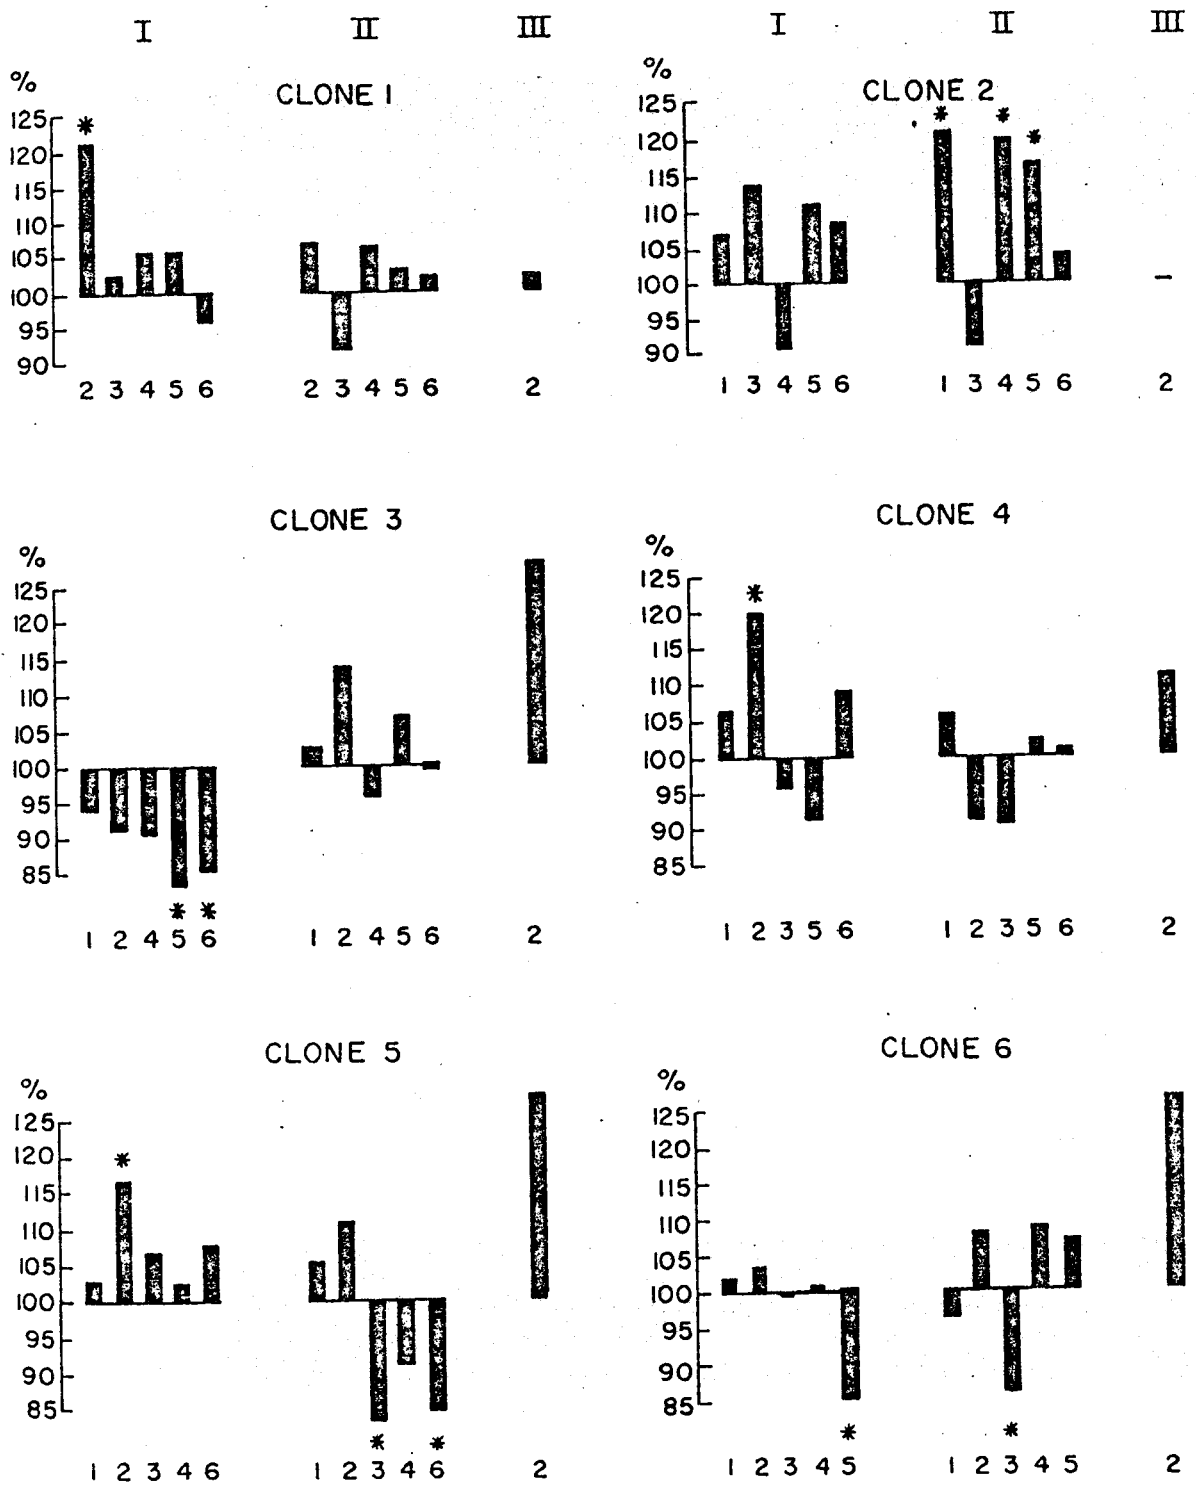 I II III I II III
% CLONE 1 % CLONE 2
125 * 125 * * *
120 120
115 115
110 110
105 105
100 100
95 95
90 90
2 3 4 5 6 2 3 4 5 6 2 1 3 4 5 6 1 3 4 5 6 2
CLONE 3 CLONE 4
% %
125 125 *
120 120
115 115
110 110
105 105
100 100
95 95
90 90
85 85
* *
1 2 4 5 6 1 2 4 5 6 2 1 2 3 5 6 1 2 3 5 6 2
CLONE 5 CLONE 6
% %
125 125
120 * 120
115 115
110 110
105 105
100 100
95 95
90 90
85 85
* * * *
1 2 3 4 6 1 2 3 4 6 2 1 2 3 4 5 1 2 3 4 5 2